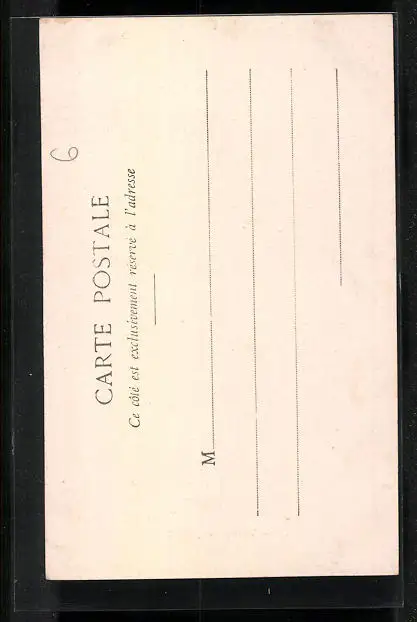 6
CARTE POSTALE
Ce côté est exclusivement réservé à l'adresse
M